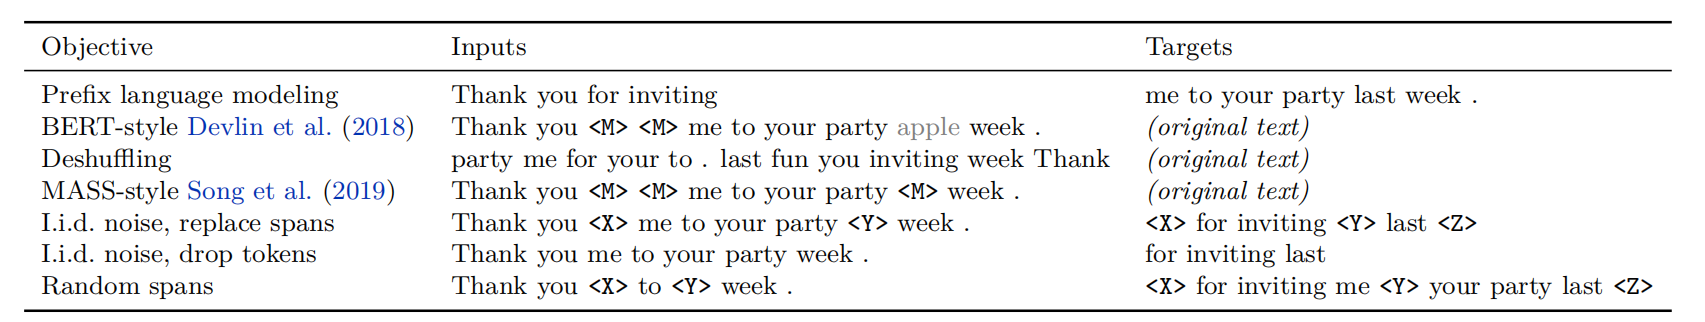 Objective Inputs Targets
Prefix language modeling Thank you for inviting me to your party last week .
BERT-style Devlin et al. (2018) Thank you <M> <M> me to your party apple week . (original text)
Deshuffling party me for your to . last fun you inviting week Thank (original text)
MASS-style Song et al. (2019) Thank you <M> <M> me to your party <M> week . (original text)
I.i.d. noise, replace spans Thank you <X> me to your party <Y> week . <X> for inviting <Y> last <Z>
I.i.d. noise, drop tokens Thank you me to your party week . for inviting last
Random spans Thank you <X> to <Y> week . <X> for inviting me <Y> your party last <Z>